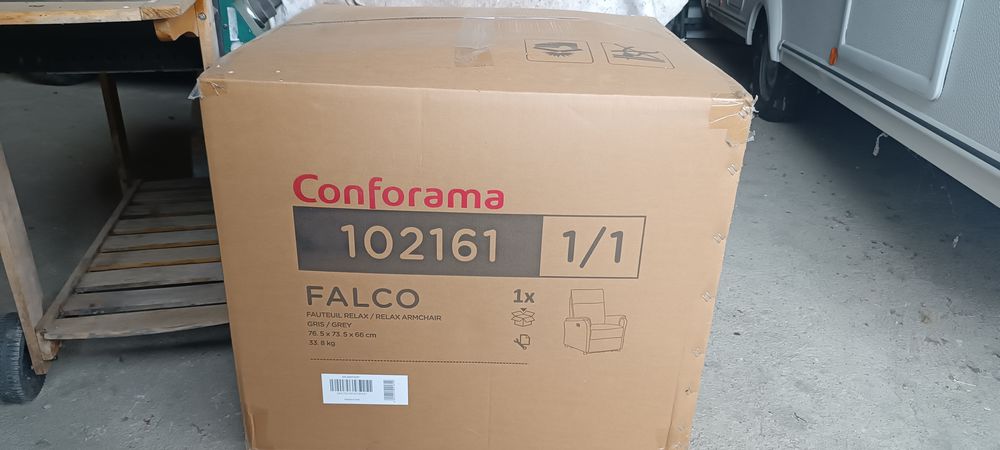 Conforama
102161 1/1
FALCO 1x
FAUTEUIL RELAX / RELAX ARMCHAIR
GRIS / GREY
76.5 x 73.5 x 66 cm
33.8 kg